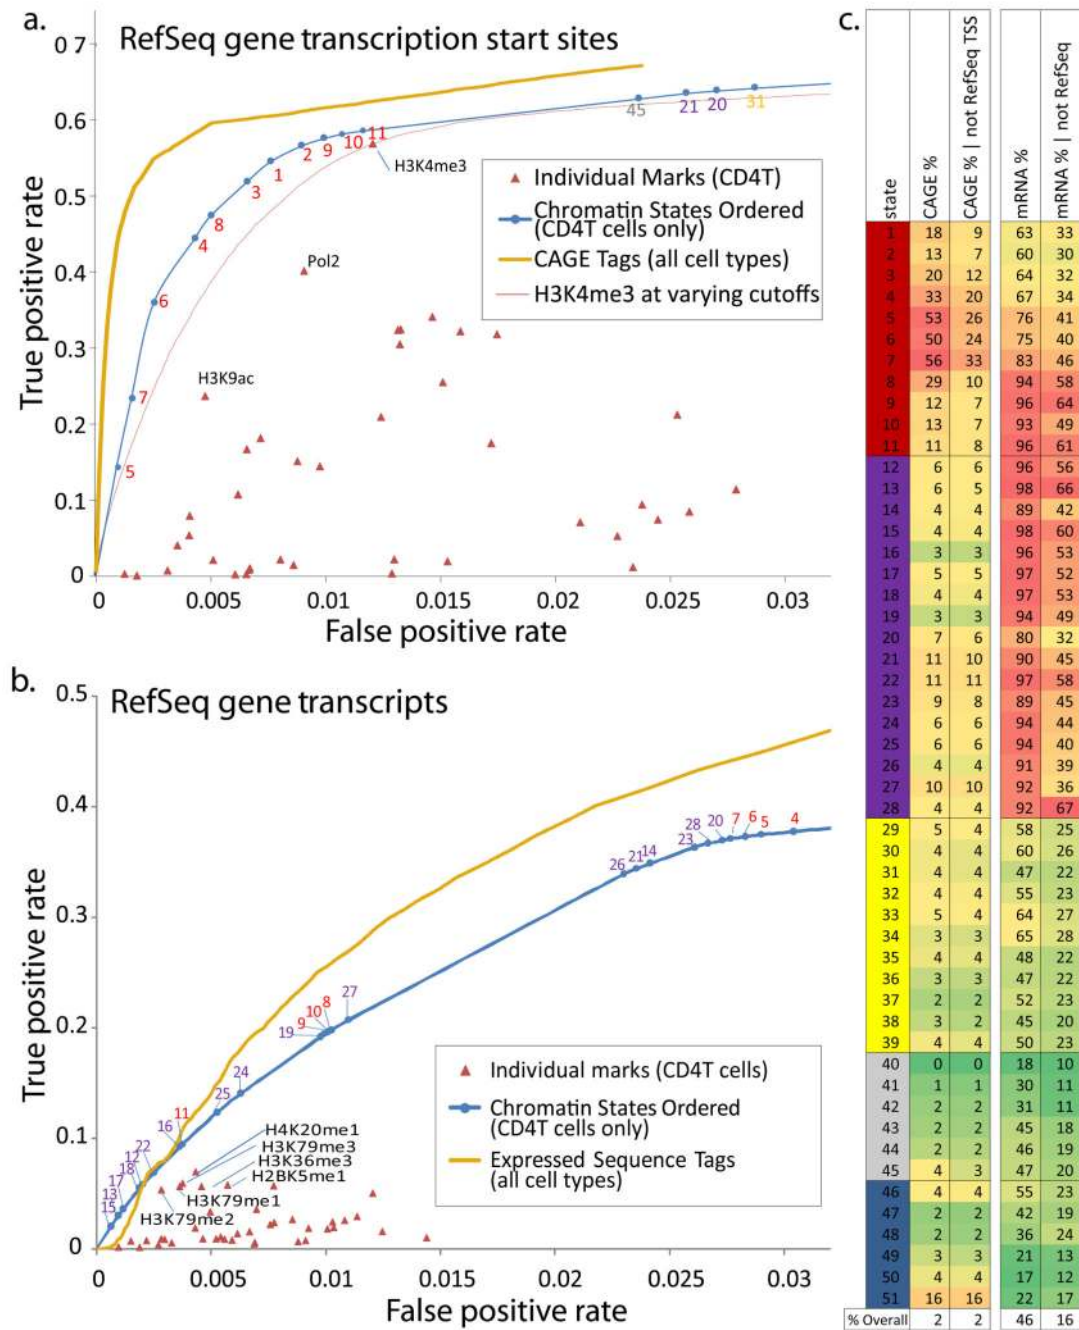 a.
RefSeq gene transcription start sites
True positive rate
0.7
0.6
0.5
0.4
0.3
0.2
0.1
0
45
21
20
31
11
10
9
2
1
3
8
4
6
7
5
H3K4me3
Pol2
H3K9ac
Individual Marks (CD4T)
Chromatin States Ordered
(CD4T cells only)
CAGE Tags (all cell types)
H3K4me3 at varying cutoffs
0 0.005 0.01 0.015 0.02 0.025 0.03
False positive rate
b.
RefSeq gene transcripts
True positive rate
0.5
0.4
0.3
0.2
0.1
0
28 20 7 6 5 4
26 21 14 23
27
8
10
9
19
24
25
11
16
22
12
18
17
13
15
H4K20me1
H3K79me3
H3K36me3
H2BK5me1
H3K79me1
H3K79me2
Individual marks (CD4T cells)
Chromatin States Ordered
(CD4T cells only)
Expressed Sequence Tags
(all cell types)
0 0.005 0.01 0.015 0.02 0.025 0.03
False positive rate
c.
state CAGE % CAGE % | not RefSeq TSS mRNA % mRNA % | not RefSeq
1 18 9 63 33
2 13 7 60 30
3 20 12 64 32
4 33 20 67 34
5 53 26 76 41
6 50 24 75 40
7 56 33 83 46
8 29 10 94 58
9 12 7 96 64
10 13 7 93 49
11 11 8 96 61
12 6 6 96 56
13 6 5 98 66
14 4 4 89 42
15 4 4 98 60
16 3 3 96 53
17 5 5 97 52
18 4 4 97 53
19 3 3 94 49
20 7 6 80 32
21 11 10 90 45
22 11 11 97 58
23 9 8 89 45
24 6 6 94 44
25 6 6 94 40
26 4 4 91 39
27 10 10 92 36
28 4 4 92 67
29 5 4 58 25
30 4 4 60 26
31 4 4 47 22
32 4 4 55 23
33 5 4 64 27
34 3 3 65 28
35 4 4 48 22
36 3 3 47 22
37 2 2 52 23
38 3 2 45 20
39 4 4 50 23
40 0 0 18 10
41 1 1 30 11
42 2 2 31 11
43 2 2 45 18
44 2 2 46 19
45 4 3 47 20
46 4 4 55 23
47 2 2 42 19
48 2 2 36 24
49 3 3 21 13
50 4 4 17 12
51 16 16 22 17
% Overall 2 2 46 16